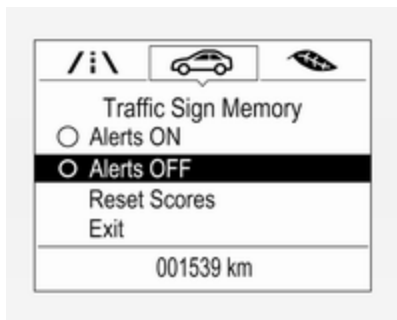 Traffic Sign Memory
Alerts ON
Alerts OFF
Reset Scores
Exit
001539 km